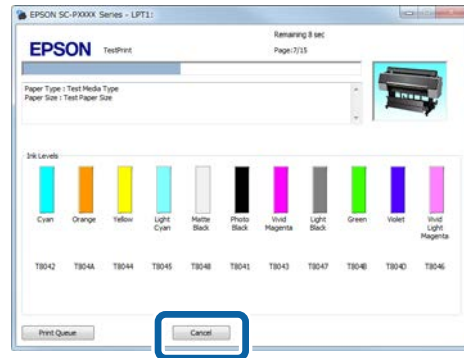 EPSON SC-PXXXX Series - LPT1:
Remaining 8 sec
EPSON TestPrint Page:7/15
Paper Type : Test Media Type
Paper Size : Test Paper Size
Ink Levels
Cyan Orange Yellow Light Cyan Matte Black Photo Black Vivid Magenta Light Black Green Violet Vivid Light Magenta
T8042 T804A T8044 T8045 T8048 T8041 T8043 T8047 T804B T804D T8046
Print Queue Cancel